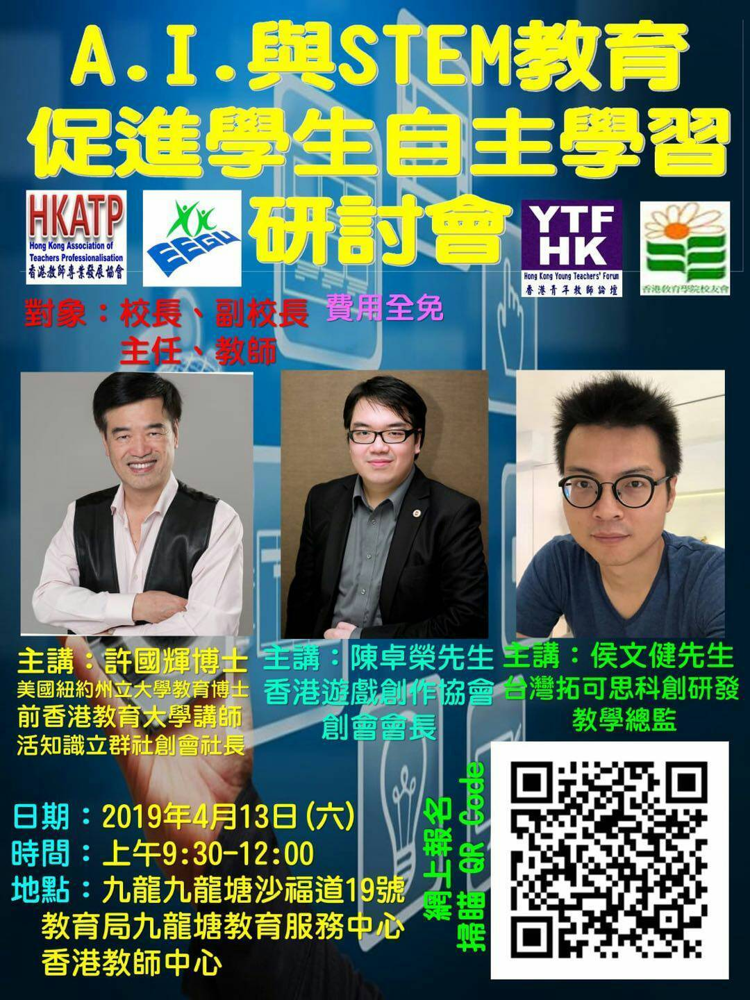 A.I.與STEM教育
促進學生自主學習
研討會
HKATP
Hong Kong Association of
Teachers Professionalisation
香港教師專業發展協會
EEGU
YTF
HK
Hong Kong Young Teachers' Forum
香港青年教師論壇
香港教育學院校友會
對象：校長、副校長
主任、教師
費用全免
主講：許國輝博士
美國紐約州立大學教育博士
前香港教育大學講師
活知識立群社創會社長
主講：陳卓榮先生
香港遊戲創作協會
創會會長
主講：侯文健先生
台灣拓可思科創研發
教學總監
日期：2019年4月13日(六)
時間：上午9:30-12:00
地點：九龍九龍塘沙福道19號
教育局九龍塘教育服務中心
香港教師中心
網上報名
掃瞄 QR Code